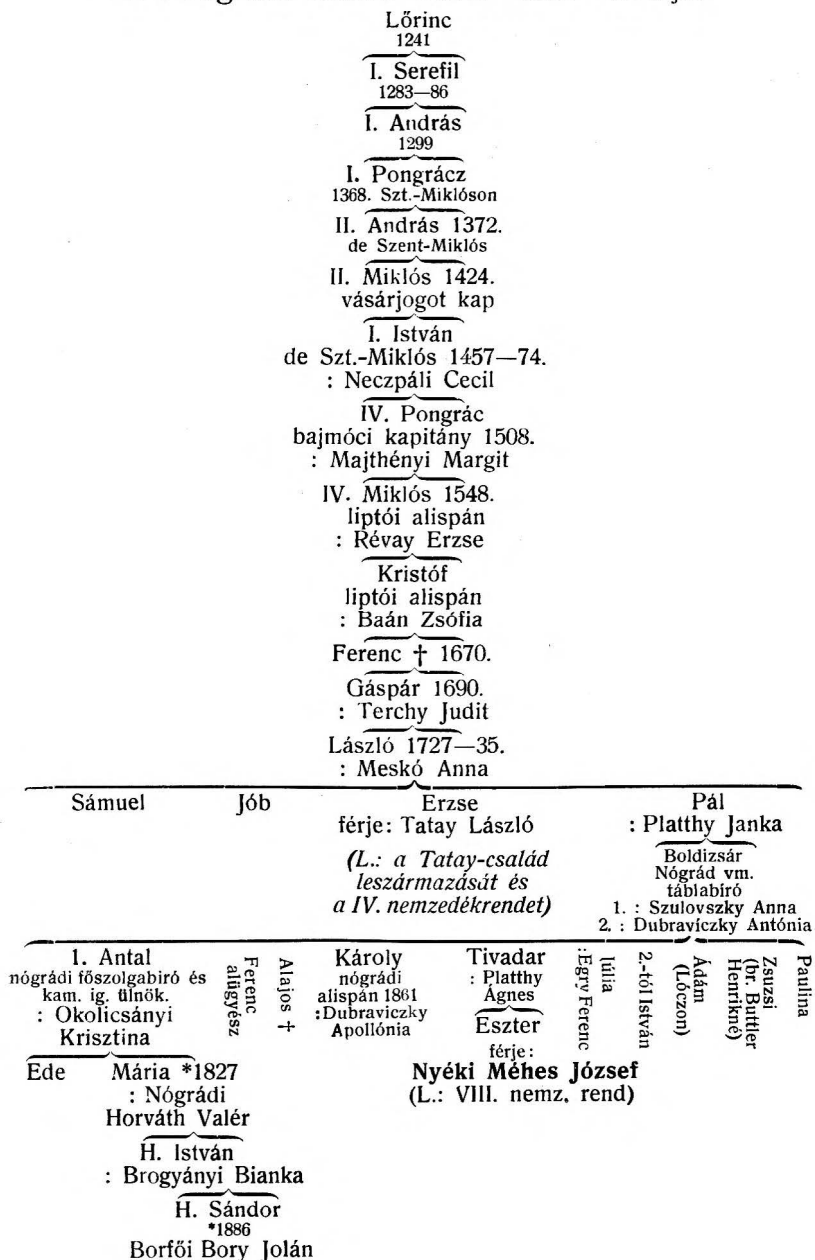 Lőrinc
1241
I. Serefil
1283—86
I. András
1299
I. Pongrácz
1368. Szt.-Miklóson
II. András 1372.
de Szent-Miklós
II. Miklós 1424.
vásárjogot kap
I. István
de Szt.-Miklós 1457—74.
: Neczpáli Cecil
IV. Pongrác
bajmóci kapitány 1508.
: Majthényi Margit
IV. Miklós 1548.
liptói alispán
: Révay Erzse
Kristóf
liptói alispán
: Baán Zsófia
Ferenc † 1670.
Gáspár 1690.
: Terchy Judit
László 1727—35.
: Meskó Anna
Sámuel
Jób
Erzse
férje: Tatay László
(L.: a Tatay-család
leszármazását és
a IV. nemzedékrendet)
Pál
: Platthy Janka
Boldizsár
Nógrád vm.
táblabíró
1. : Szulovszky Anna
2. : Dubraviczky Antónia
1. Antal
nógrádi főszolgabiró és
kam. ig. ülnök.
: Okolicsányi
Krisztina
Ferenc
alügyész
Alajos †
Károly
nógrádi
alispán 1861
:Dubraviczky
Apollónia
Tivadar
: Platthy
Ágnes
Eszter
férje:
Nyéki Méhes József
(L.: VIII. nemz. rend)
Júlia
:Egry Ferenc
2.-tól István
Ádám
(Lóczon)
Zsuzsi
(br. Buttler
Henrikné)
Paulina
Ede
Mária *1827
: Nógrádi
Horváth Valér
H. István
: Brogyányi Bianka
H. Sándor
*1886
Borfői Bory Jolán